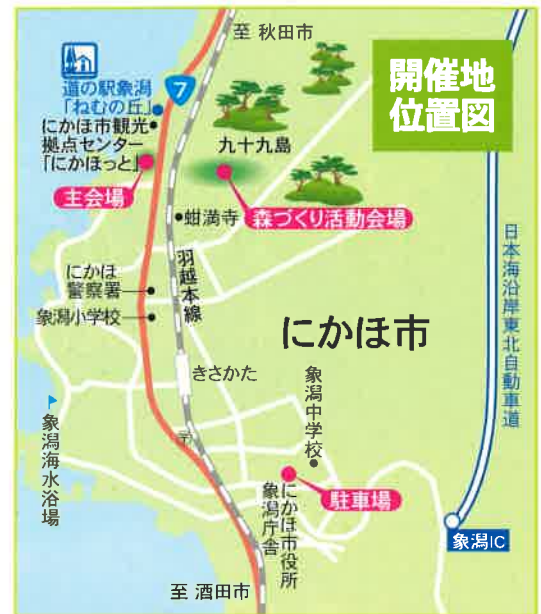 至 秋田市
開催地
位置図
道の駅象潟
「ねむの丘」
7
にかほ市観光
拠点センター
「にかほっと」
九十九島
主会場
蚶満寺
森づくり活動会場
にかほ
警察署
羽越本線
象潟小学校
日本海沿岸東北自動車道
にかほ市
きさかた
象潟中学校
象潟海水浴場
〒
駐車場
にかほ市役所
象潟庁舎
象潟IC
至 酒田市